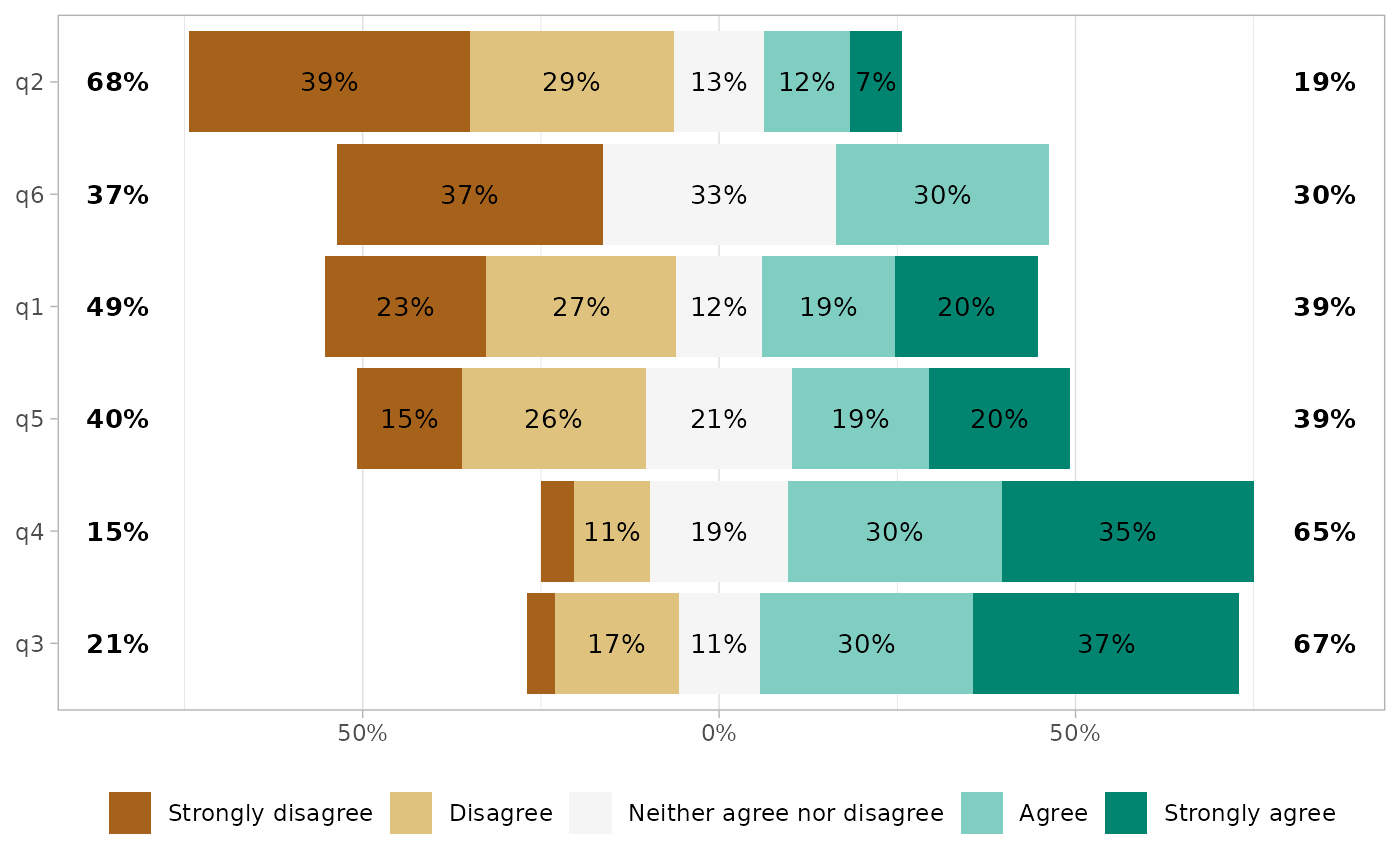 q2 68% 39% 29% 13% 12% 7% 19%
q6 37% 37% 33% 30% 30%
q1 49% 23% 27% 12% 19% 20% 39%
q5 40% 15% 26% 21% 19% 20% 39%
q4 15% 11% 19% 30% 35% 65%
q3 21% 17% 11% 30% 37% 67%
50% 0% 50%
Strongly disagree Disagree Neither agree nor disagree Agree Strongly agree